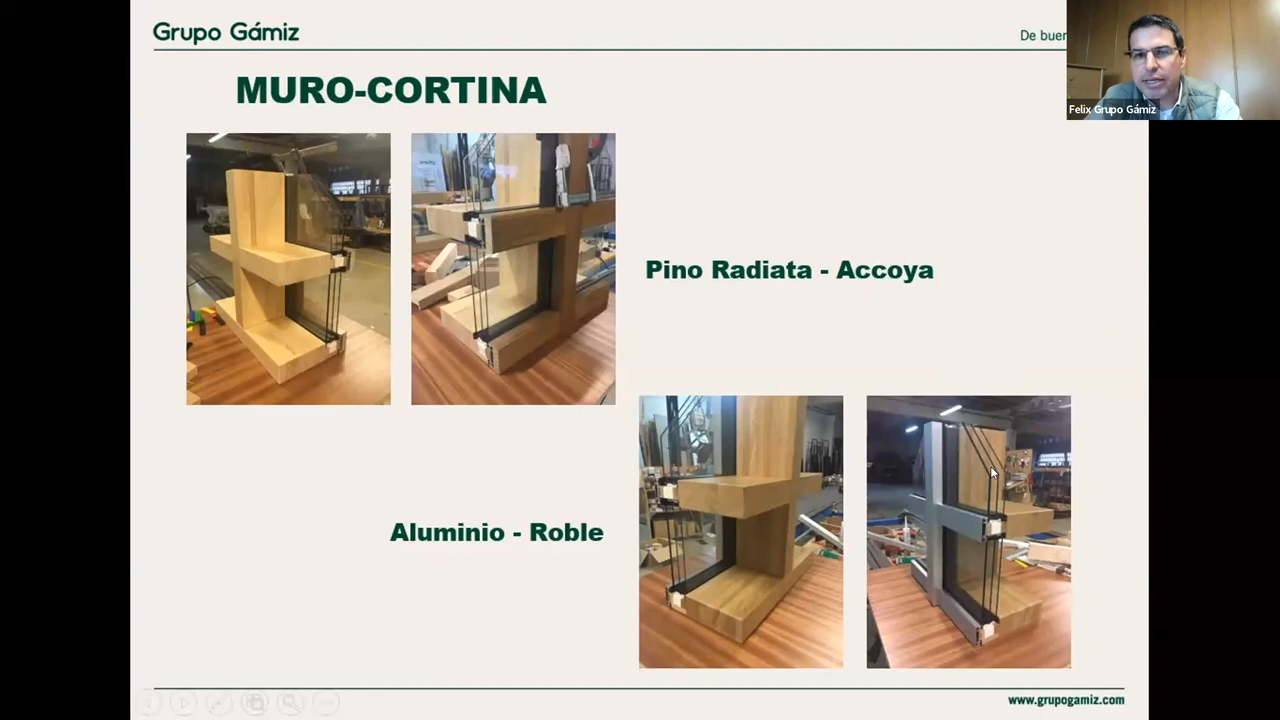 Grupo Gámiz
De buen
Felix Grupo Gámiz
MURO-CORTINA
Pino Radiata - Accoya
Aluminio - Roble
www.grupogamiz.com